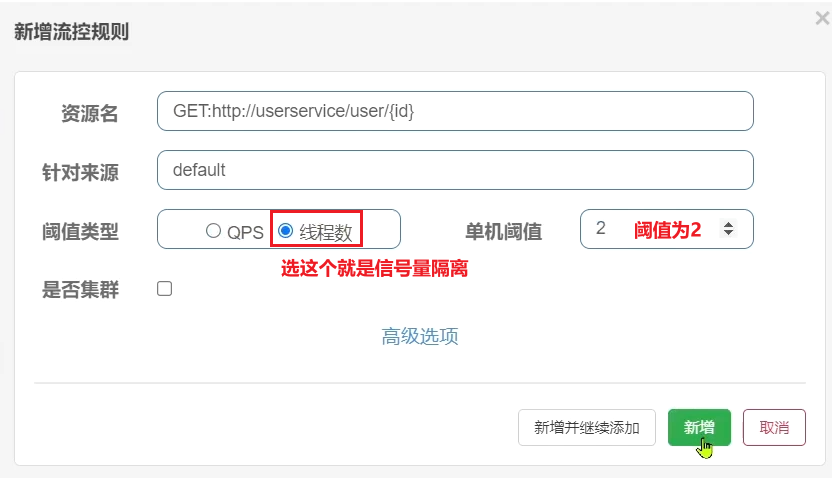 新增流控规则
×
资源名 GET:http://userservice/user/{id}
针对来源 default
阈值类型 QPS 线程数 单机阈值 2 阈值为2
选这个就是信号量隔离
是否集群
高级选项
新增并继续添加 新增 取消